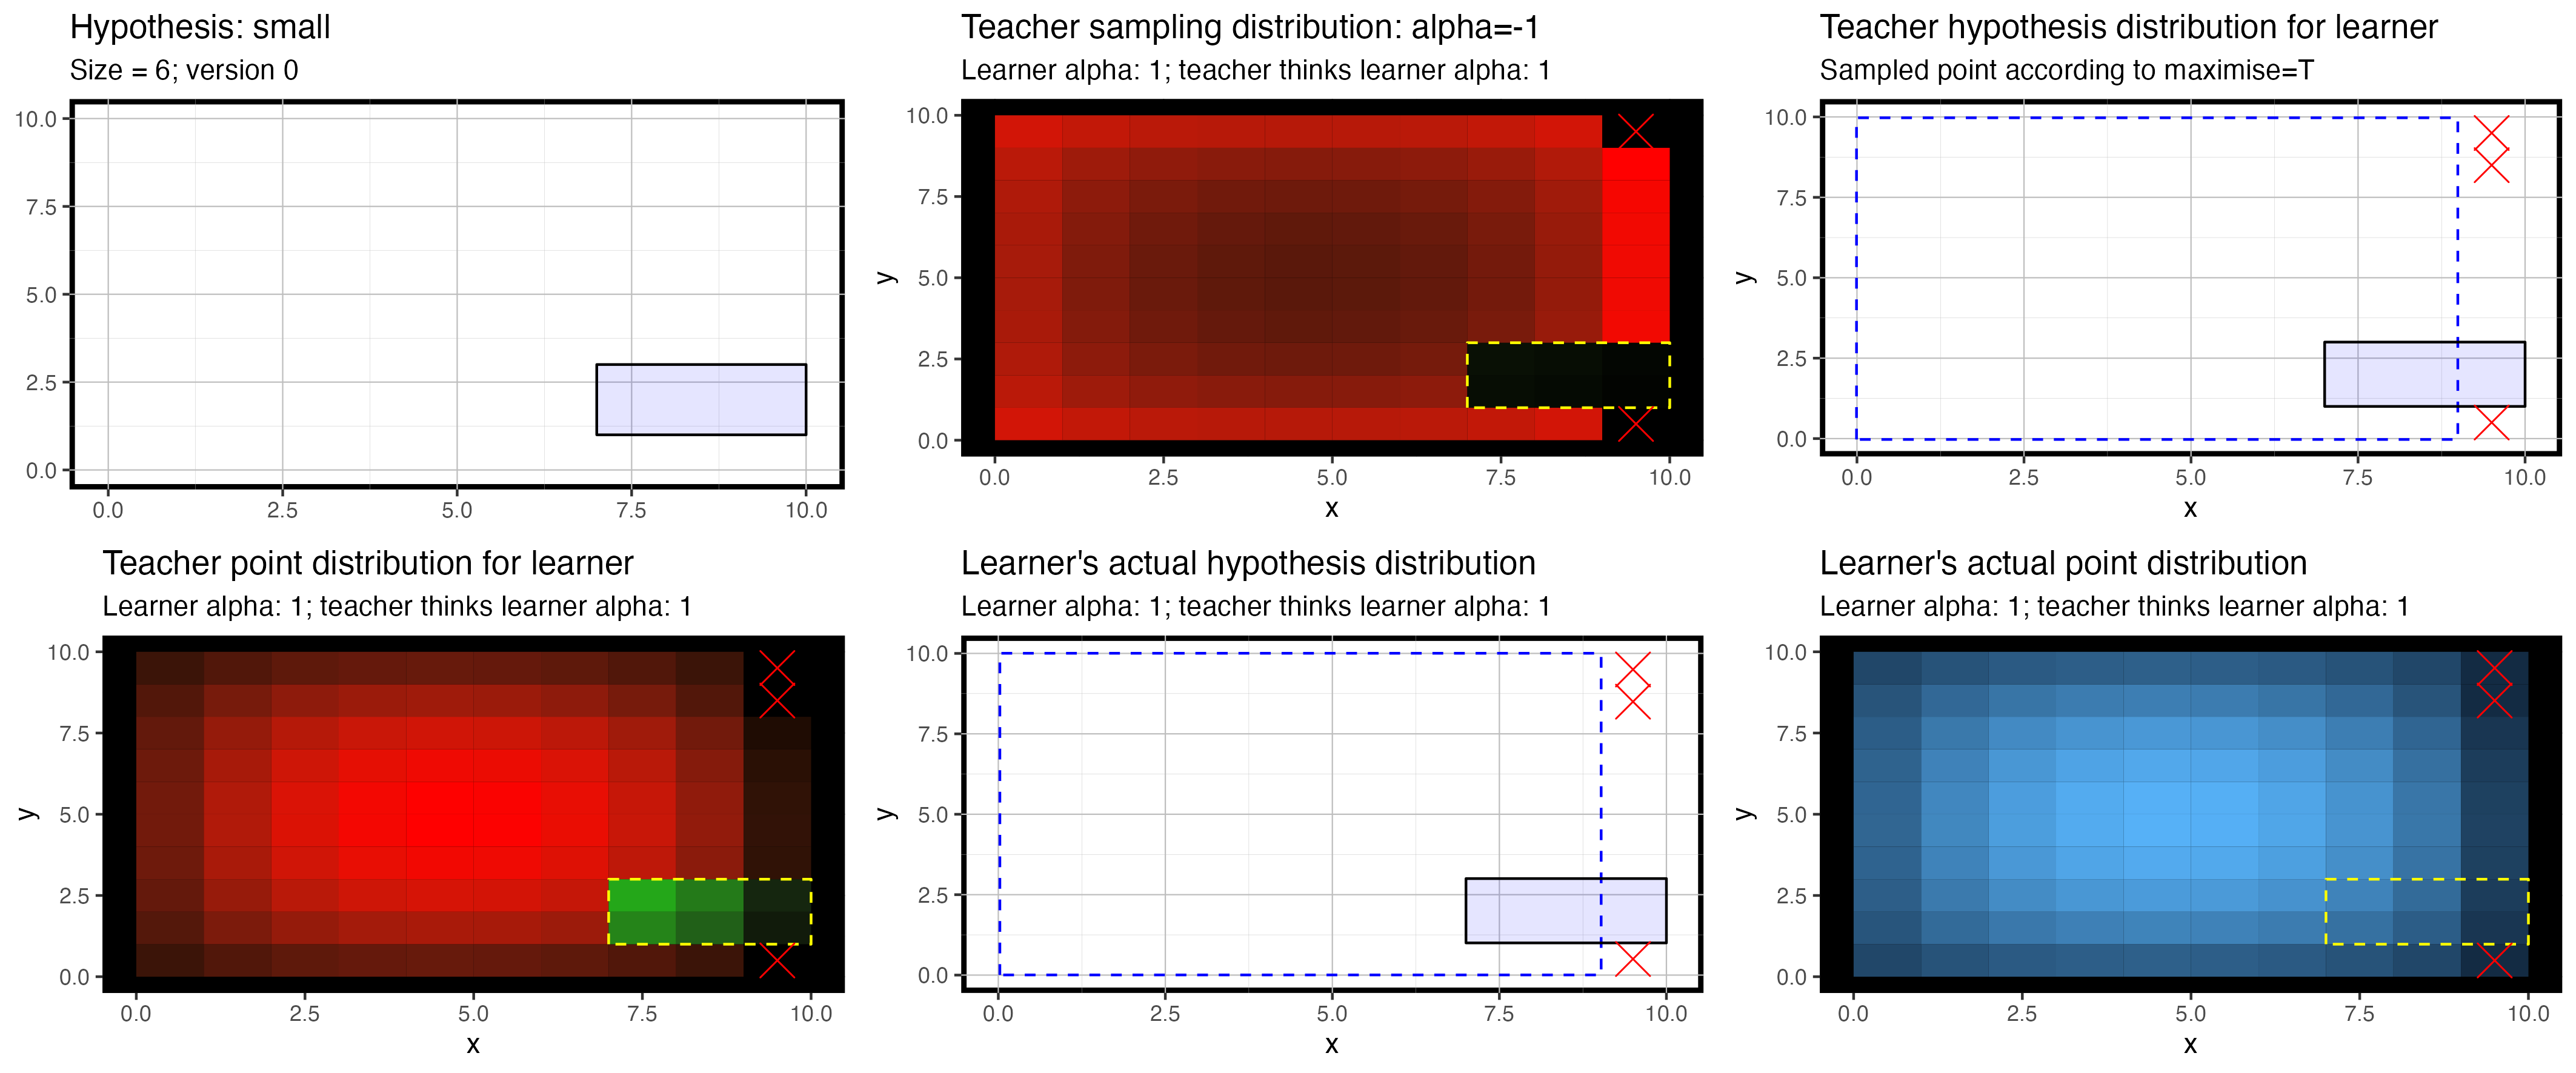 Hypothesis: small
Size = 6; version 0
10.0
7.5
5.0
2.5
0.0
0.0 2.5 5.0 7.5 10.0
Teacher sampling distribution: alpha=-1
Learner alpha: 1; teacher thinks learner alpha: 1
10.0
7.5
5.0
2.5
0.0
y
0.0 2.5 5.0 7.5 10.0
x
Teacher hypothesis distribution for learner
Sampled point according to maximise=T
10.0
7.5
5.0
2.5
0.0
y
0.0 2.5 5.0 7.5 10.0
x
Teacher point distribution for learner
Learner alpha: 1; teacher thinks learner alpha: 1
10.0
7.5
5.0
2.5
0.0
y
0.0 2.5 5.0 7.5 10.0
x
Learner's actual hypothesis distribution
Learner alpha: 1; teacher thinks learner alpha: 1
10.0
7.5
5.0
2.5
0.0
y
0.0 2.5 5.0 7.5 10.0
x
Learner's actual point distribution
Learner alpha: 1; teacher thinks learner alpha: 1
10.0
7.5
5.0
2.5
0.0
y
0.0 2.5 5.0 7.5 10.0
x